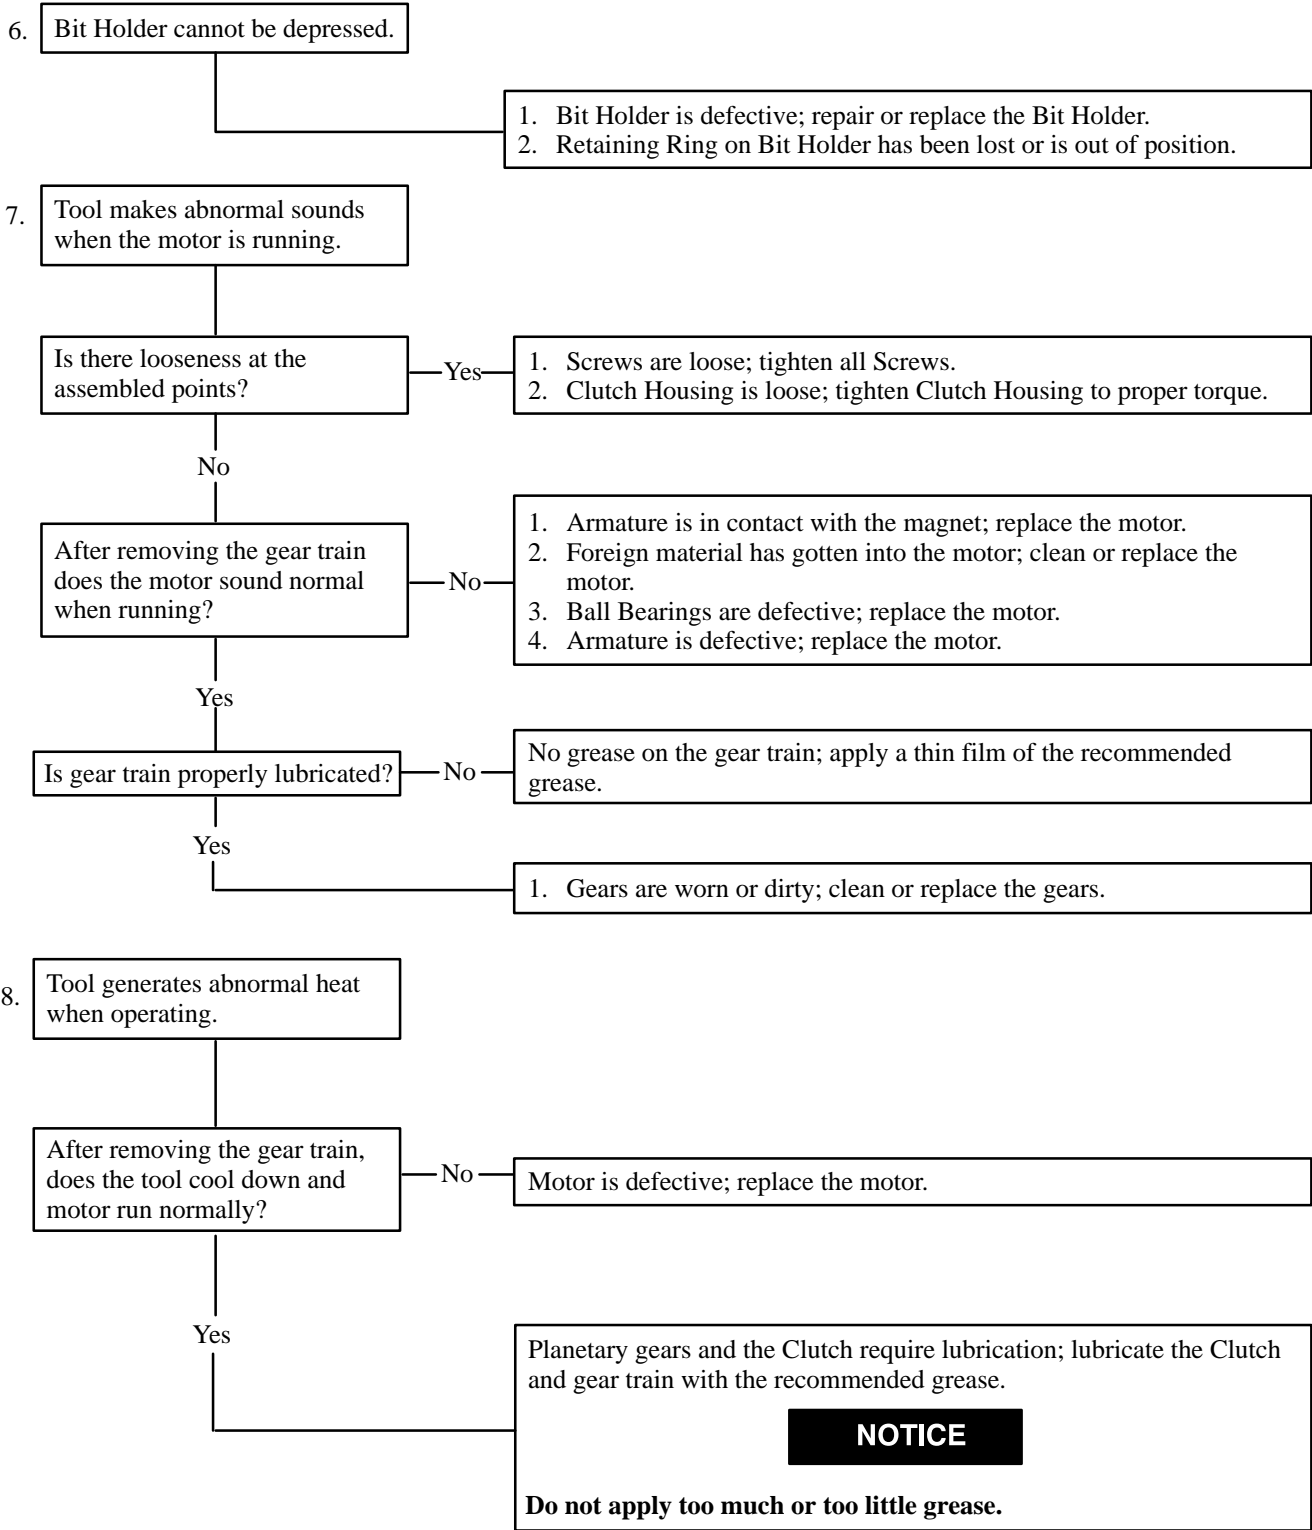 6. Bit Holder cannot be depressed.
1. Bit Holder is defective; repair or replace the Bit Holder.
2. Retaining Ring on Bit Holder has been lost or is out of position.
7. Tool makes abnormal sounds
when the motor is running.
Is there looseness at the
assembled points?
Yes
1. Screws are loose; tighten all Screws.
2. Clutch Housing is loose; tighten Clutch Housing to proper torque.
No
After removing the gear train
does the motor sound normal
when running?
No
1. Armature is in contact with the magnet; replace the motor.
2. Foreign material has gotten into the motor; clean or replace the
motor.
3. Ball Bearings are defective; replace the motor.
4. Armature is defective; replace the motor.
Yes
Is gear train properly lubricated?
No
No grease on the gear train; apply a thin film of the recommended
grease.
Yes
1. Gears are worn or dirty; clean or replace the gears.
8. Tool generates abnormal heat
when operating.
After removing the gear train,
does the tool cool down and
motor run normally?
No
Motor is defective; replace the motor.
Yes
Planetary gears and the Clutch require lubrication; lubricate the Clutch
and gear train with the recommended grease.
NOTICE
Do not apply too much or too little grease.